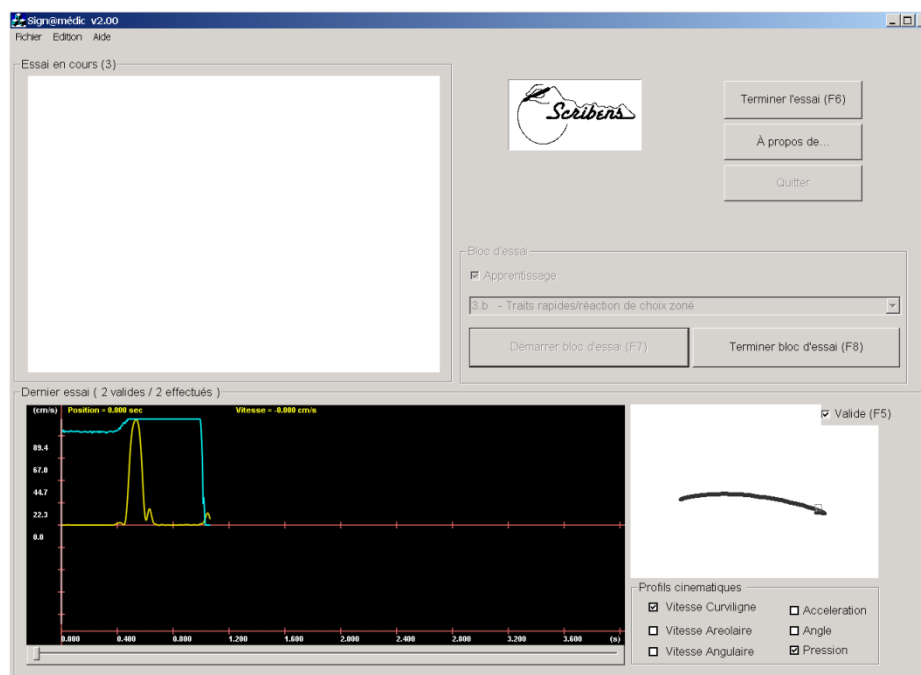 Sign@médic v2.00
Fichier Edition Aide
Essai en cours (3)
Scribens
Terminer l'essai (F6)
À propos de...
Quitter
Bloc d'essai
Apprentissage
3.b - Traits rapides/réaction de choix zoné
Démarrer bloc d'essai (F7)
Terminer bloc d'essai (F8)
Dernier essai ( 2 valides / 2 effectués )
(cm/s) Position = 0.000 sec Vitesse = -0.000 cm/s
89.4
67.0
44.7
22.3
0.0
0.000 0.400 0.800 1.200 1.600 2.000 2.400 2.800 3.200 3.600 (s)
Valide (F5)
Profils cinematiques
Vitesse Curviligne
Acceleration
Vitesse Areolaire
Angle
Vitesse Angulaire
Pression